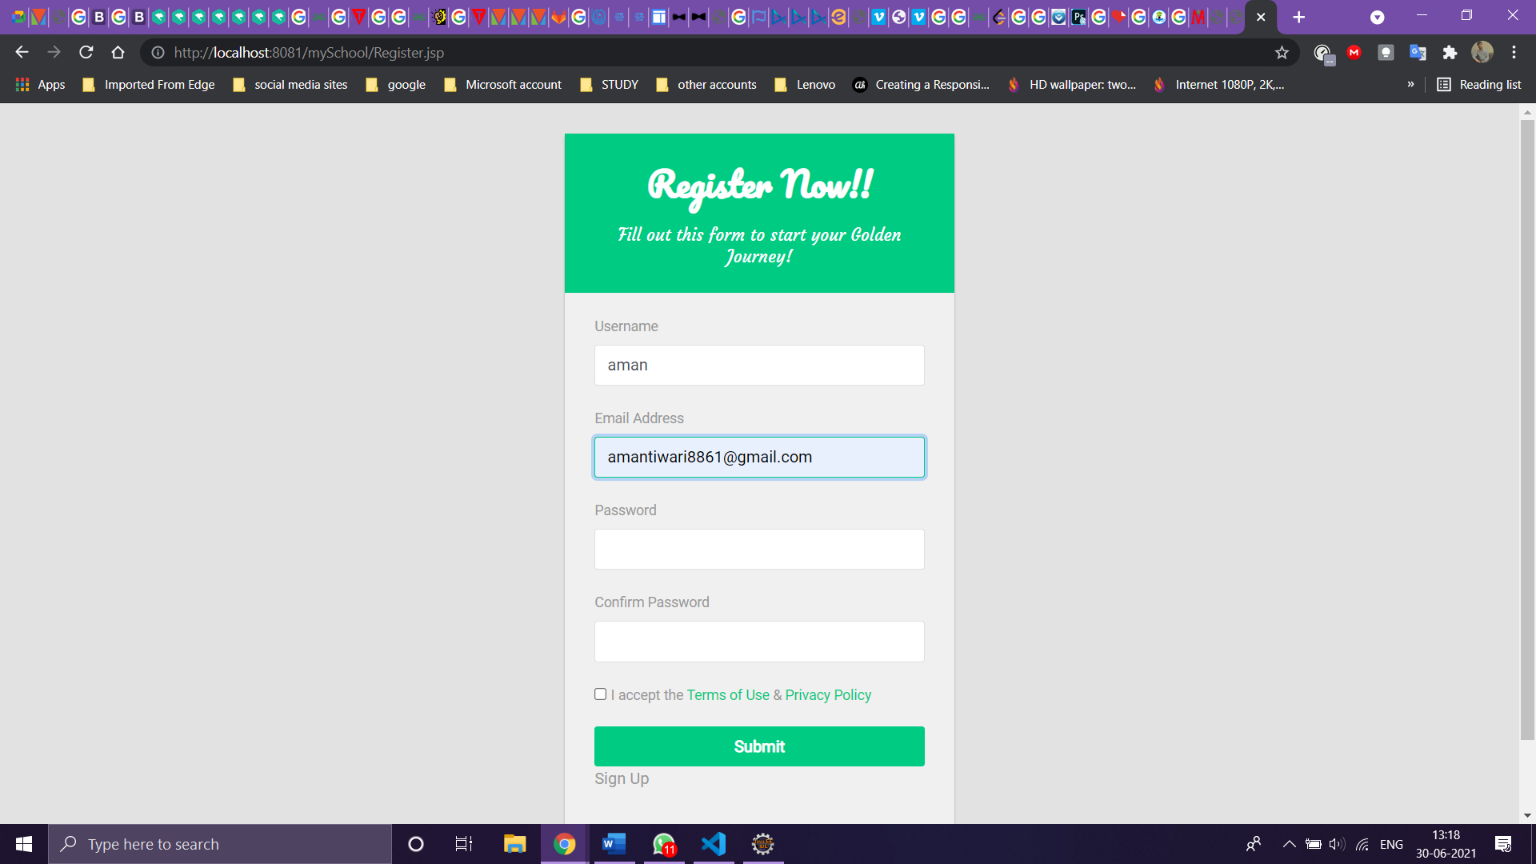 http://localhost:8081/mySchool/Register.jsp
Apps
Imported From Edge
social media sites
google
Microsoft account
STUDY
other accounts
Lenovo
Creating a Responsi...
HD wallpaper: two...
Internet 1080P, 2K,...
»
Reading list
Register Now!!
Fill out this form to start your Golden
Journey!
Username
aman
Email Address
amantiwari8861@gmail.com
Password
Confirm Password
I accept the Terms of Use & Privacy Policy
Submit
Sign Up
Type here to search
11
ENG
13:18
30-06-2021